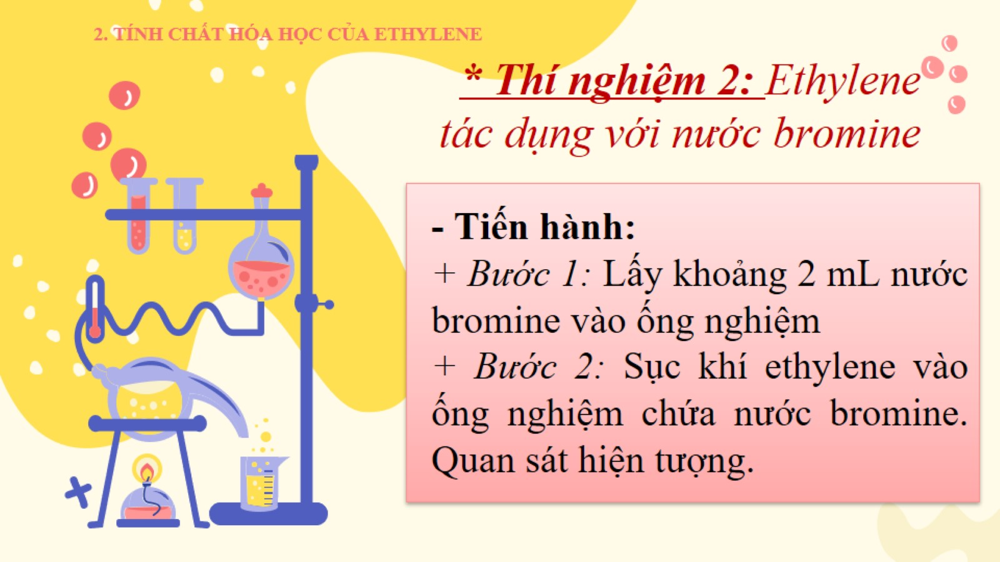 2. TÍNH CHẤT HÓA HỌC CỦA ETHYLENE
* Thí nghiệm 2: Ethylene
tác dụng với nước bromine
- Tiến hành:
+ Bước 1: Lấy khoảng 2 mL nước
bromine vào ống nghiệm
+ Bước 2: Sục khí ethylene vào
ống nghiệm chứa nước bromine.
Quan sát hiện tượng.